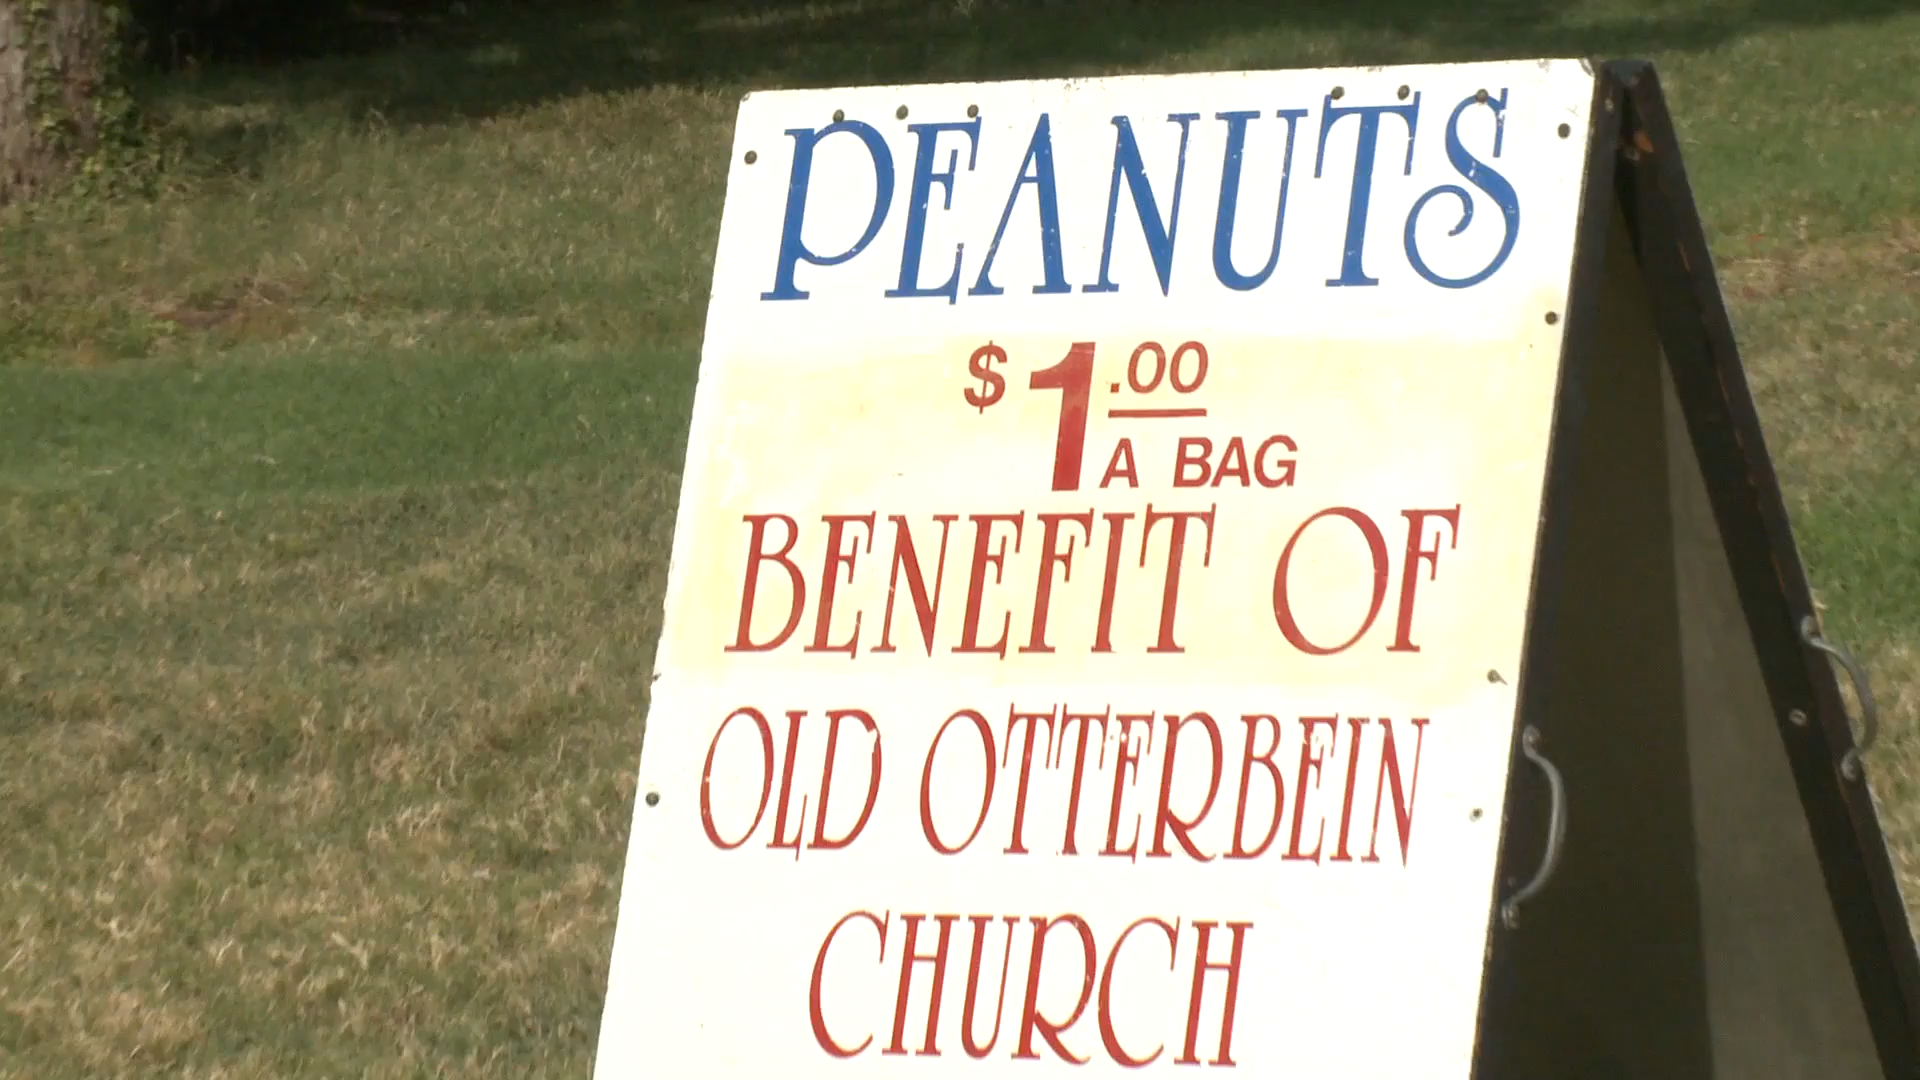 PEANUTS
$1.00
A BAG
BENEFIT OF
OLD OTTERBEIN
CHURCH